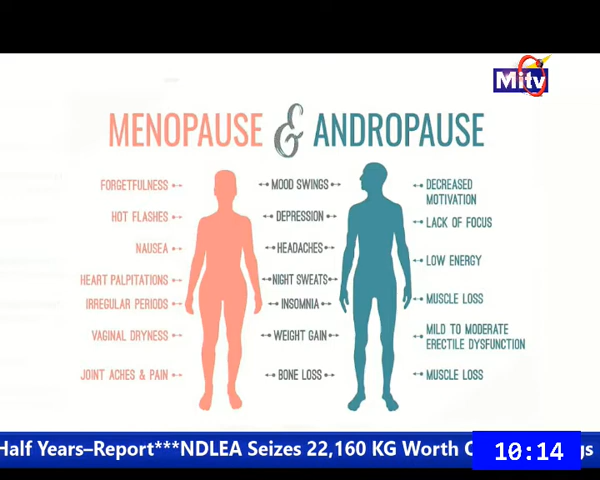 Mitv
MENOPAUSE & ANDROPAUSE
FORGETFULNESS
HOT FLASHES
NAUSEA
HEART PALPITATIONS
IRREGULAR PERIODS
VAGINAL DRYNESS
JOINT ACHES & PAIN
MOOD SWINGS
DEPRESSION
HEADACHES
NIGHT SWEATS
INSOMNIA
WEIGHT GAIN
BONE LOSS
DECREASED
MOTIVATION
LACK OF FOCUS
LOW ENERGY
MUSCLE LOSS
MILD TO MODERATE
ERECTILE DYSFUNCTION
MUSCLE LOSS
Half Years–Report***NDLEA Seizes 22,160 KG Worth
10:14